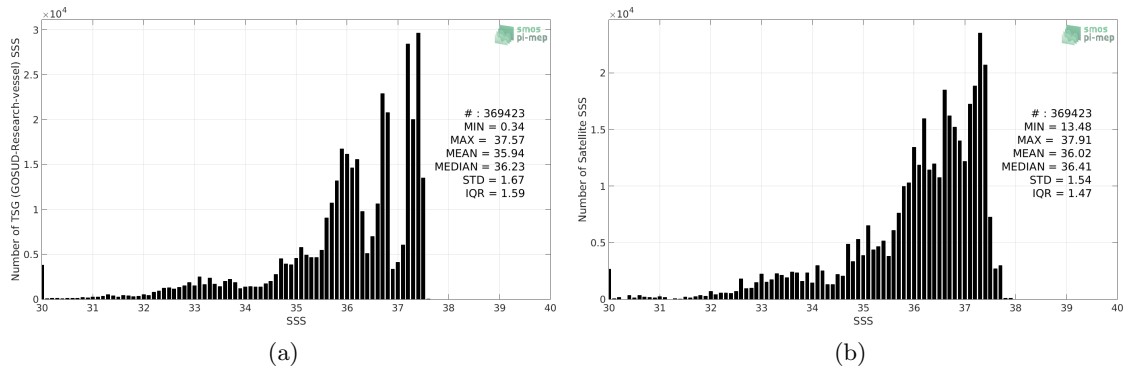 ×10⁴
smos
pi-mep
# : 369423
MIN = 0.34
MAX = 37.57
MEAN = 35.94
MEDIAN = 36.23
STD = 1.67
IQR = 1.59
Number of TSG (GOSUD-Research-vessel) SSS
3
2.5
2
1.5
1
0.5
0
30 31 32 33 34 35 36 37 38 39 40
SSS
(a)
×10⁴
smos
pi-mep
# : 369423
MIN = 13.48
MAX = 37.91
MEAN = 36.02
MEDIAN = 36.41
STD = 1.54
IQR = 1.47
Number of Satellite SSS
2
1.5
1
0.5
0
30 31 32 33 34 35 36 37 38 39 40
SSS
(b)